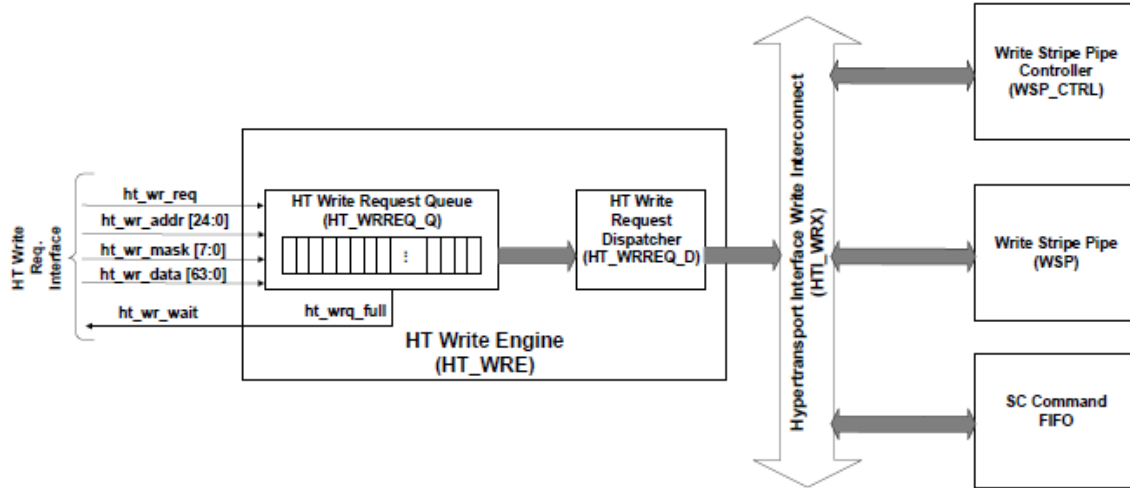 HT Write
Req.
Interface
ht_wr_req
ht_wr_addr [24:0]
ht_wr_mask [7:0]
ht_wr_data [63:0]
ht_wr_wait
ht_wrq_full
HT Write Request Queue
(HT_WRREQ_Q)
⋮
HT Write
Request
Dispatcher
(HT_WRREQ_D)
HT Write Engine
(HT_WRE)
Hypertransport Interface Write Interconnect
(HTI_WRX)
Write Stripe Pipe
Controller
(WSP_CTRL)
Write Stripe Pipe
(WSP)
SC Command
FIFO